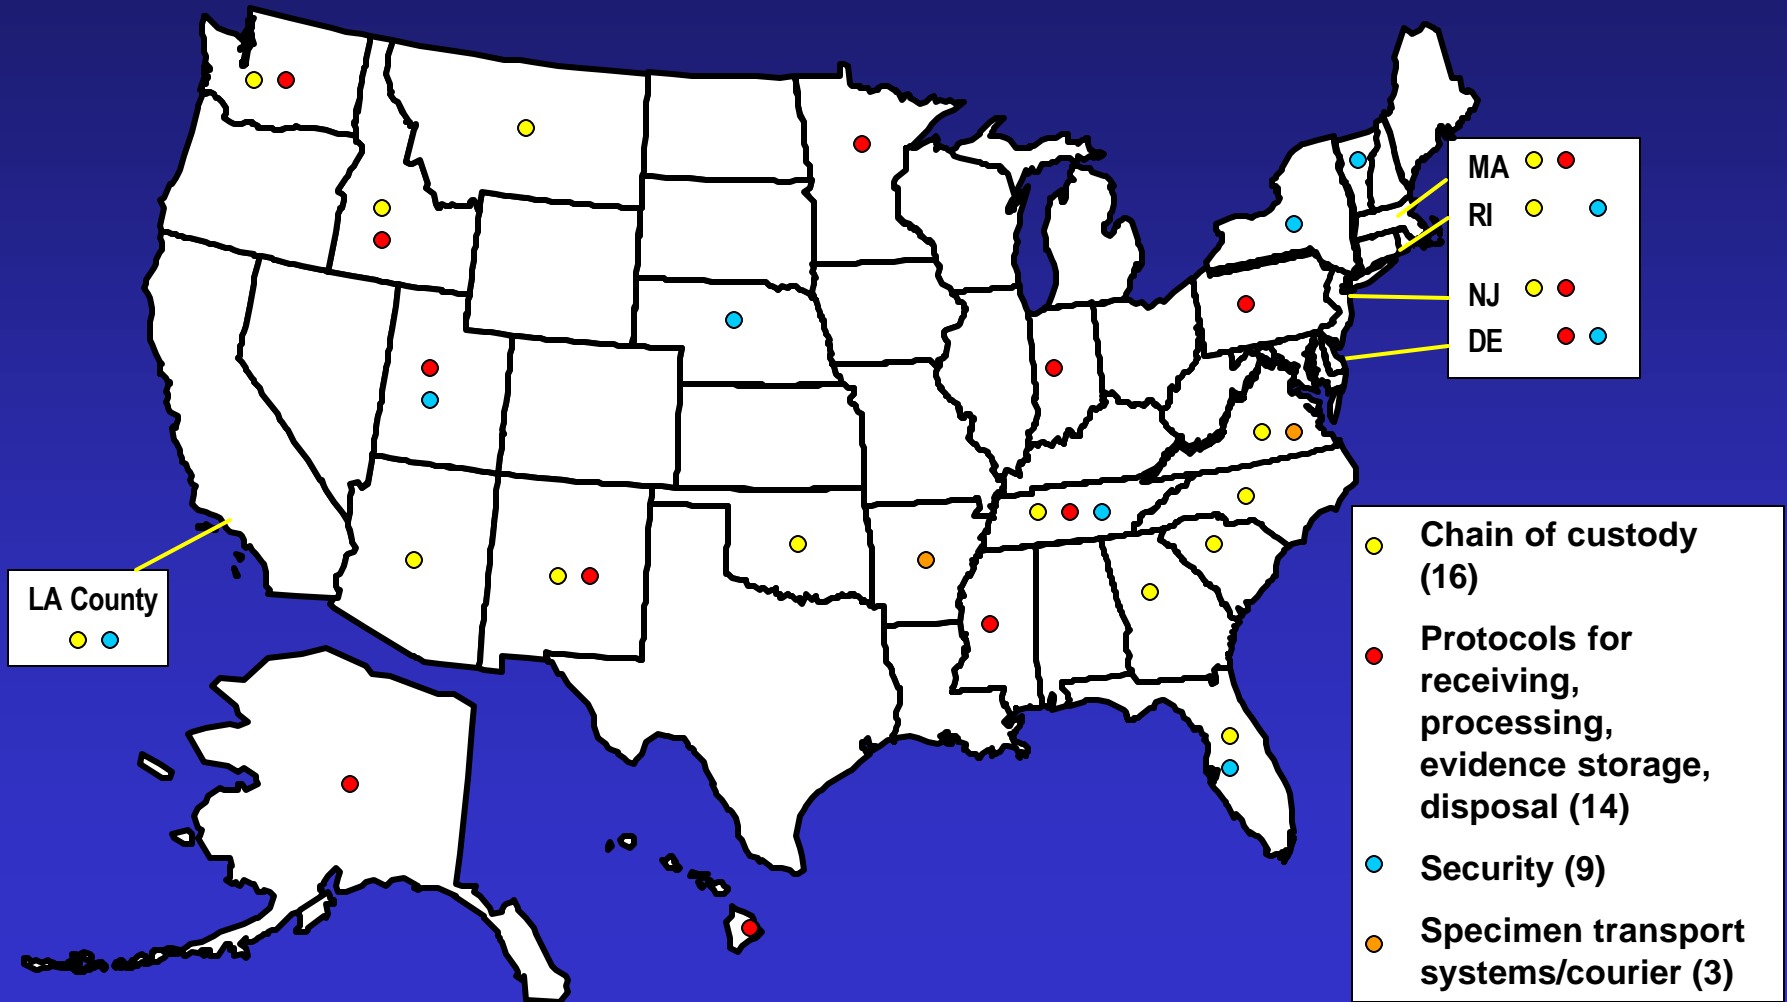 MA
RI
NJ
DE
LA County
Chain of custody
(16)
Protocols for
receiving,
processing,
evidence storage,
disposal (14)
Security (9)
Specimen transport
systems/courier (3)